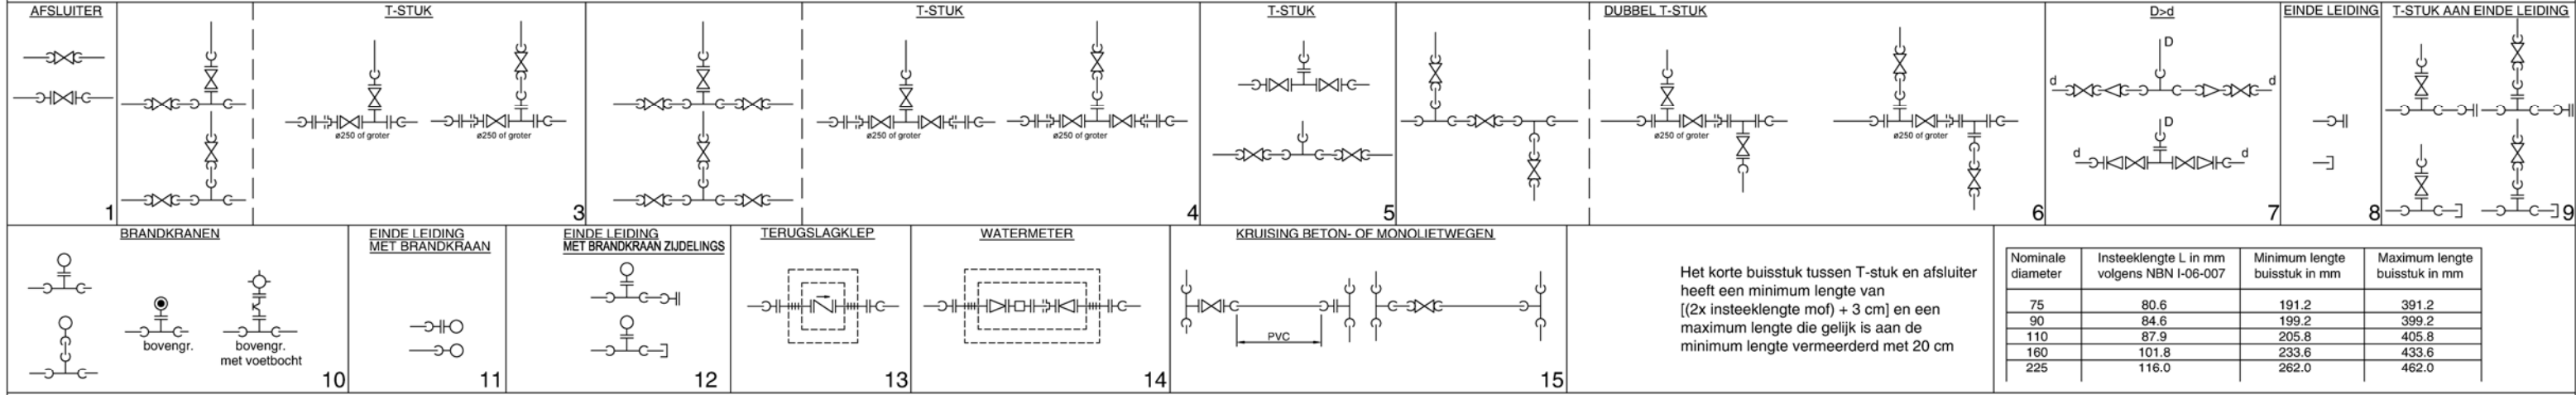 AFSLUITER
1
T-STUK
ø250 of groter
ø250 of groter
3
T-STUK
ø250 of groter
ø250 of groter
4
T-STUK
5
DUBBEL T-STUK
ø250 of groter
ø250 of groter
6
D>d
D
d
d
D
d
d
7
EINDE LEIDING
8
T-STUK AAN EINDE LEIDING
9
BRANDKRANEN
bovengr.
bovengr.
met voetbocht
10
EINDE LEIDING
MET BRANDKRAAN
11
EINDE LEIDING
MET BRANDKRAAN ZIJDELINGS
12
TERUGSLAGKLEP
13
WATERMETER
14
KRUISING BETON- OF MONOLIETWEGEN
PVC
15
Het korte buisstuk tussen T-stuk en afsluiter
heeft een minimum lengte van
[(2x insteeklengte mof) + 3 cm] en een
maximum lengte die gelijk is aan de
minimum lengte vermeerderd met 20 cm
Nominale diameter Insteeklengte L in mm volgens NBN I-06-007 Minimum lengte buisstuk in mm Maximum lengte buisstuk in mm
75 80.6 191.2 391.2
90 84.6 199.2 399.2
110 87.9 205.8 405.8
160 101.8 233.6 433.6
225 116.0 262.0 462.0